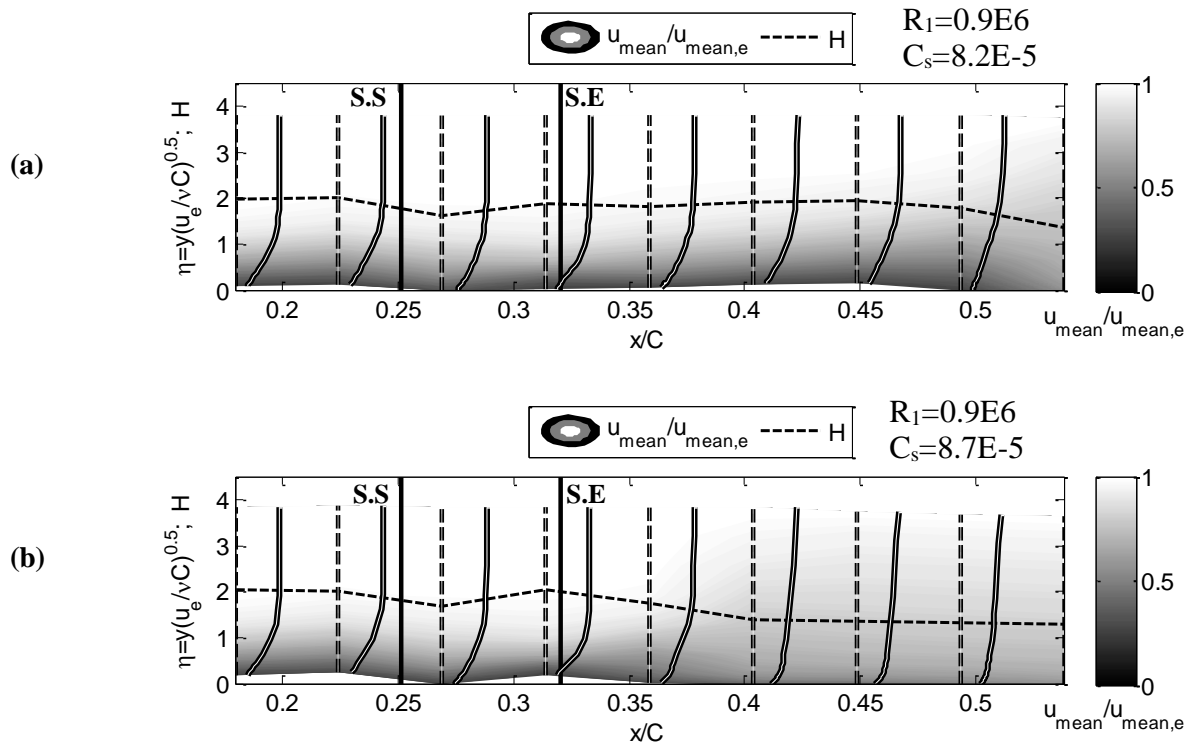 u_mean/u_mean,e H
R₁=0.9E6
Cₛ=8.2E-5
(a)
S.S
S.E
η=y(u_e/νC)^0.5; H
4
3
2
1
0
0.2 0.25 0.3 0.35 0.4 0.45 0.5
x/C
1
0.5
0
u_mean/u_mean,e
u_mean/u_mean,e H
R₁=0.9E6
Cₛ=8.7E-5
(b)
S.S
S.E
η=y(u_e/νC)^0.5; H
4
3
2
1
0
0.2 0.25 0.3 0.35 0.4 0.45 0.5
x/C
1
0.5
0
u_mean/u_mean,e